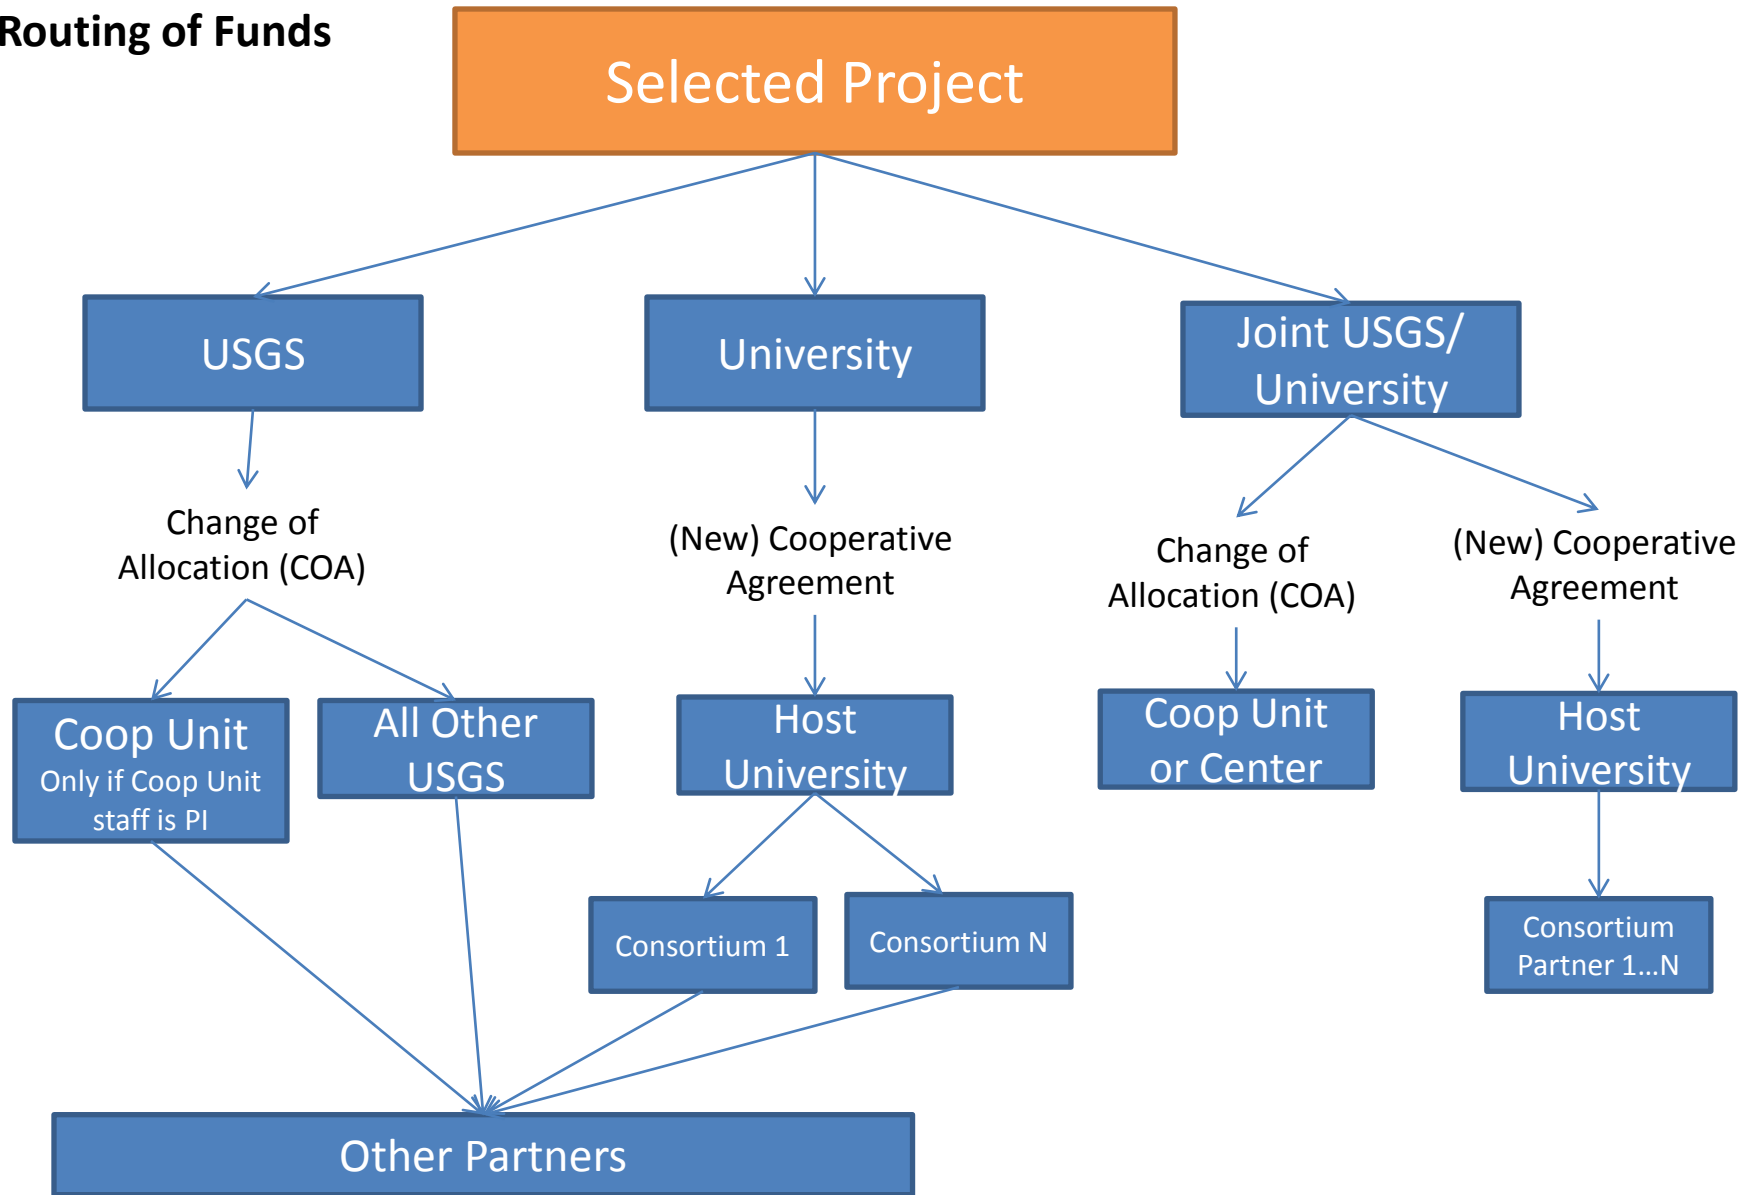 Routing of Funds
Selected Project
USGS
University
Joint USGS/
University
Change of
Allocation (COA)
(New) Cooperative
Agreement
Change of
Allocation (COA)
(New) Cooperative
Agreement
Coop Unit
Only if Coop Unit
staff is PI
All Other
USGS
Host
University
Coop Unit
or Center
Host
University
Consortium 1
Consortium N
Consortium
Partner 1…N
Other Partners